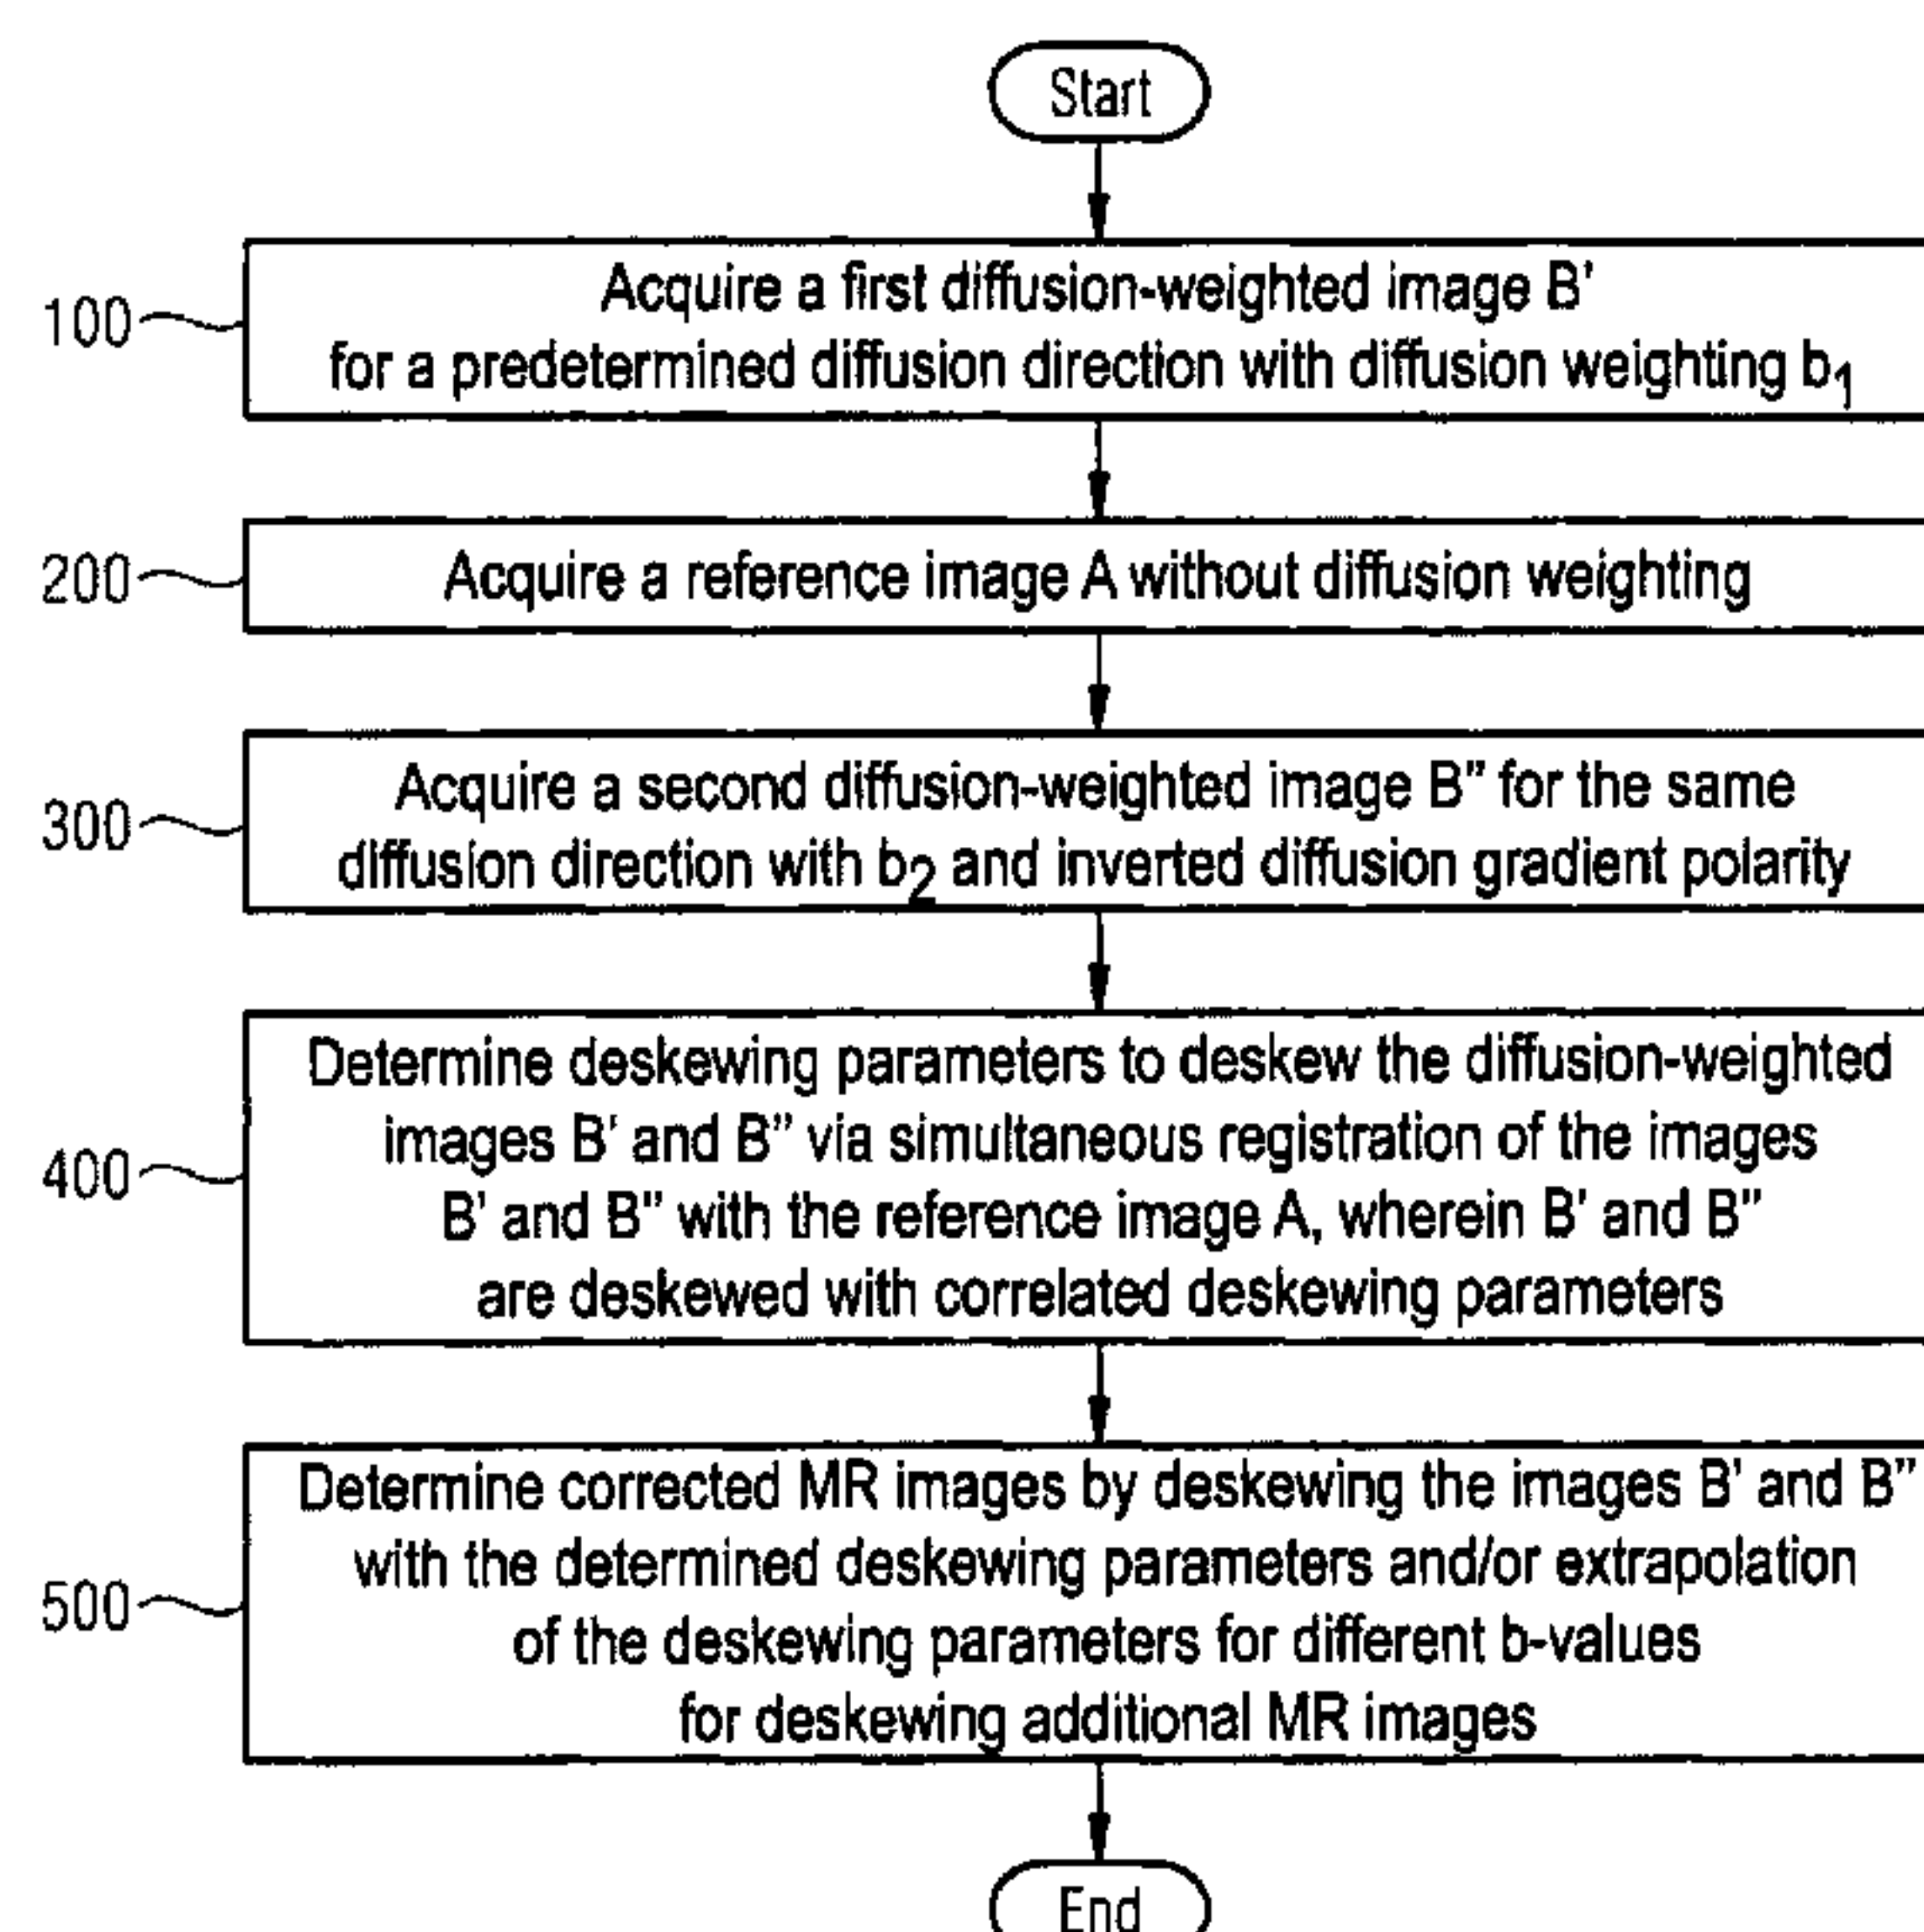 Start
100
Acquire a first diffusion-weighted image B'
for a predetermined diffusion direction with diffusion weighting b1
200
Acquire a reference image A without diffusion weighting
300
Acquire a second diffusion-weighted image B” for the same
diffusion direction with b2 and inverted diffusion gradient polarity
400
Determine deskewing parameters to deskew the diffusion-weighted
images B' and B” via simultaneous registration of the images
B' and B” with the reference image A, wherein B' and B”
are deskewed with correlated deskewing parameters
500
Determine corrected MR images by deskewing the images B' and B”
with the determined deskewing parameters and/or extrapolation
of the deskewing parameters for different b-values
for deskewing additional MR images
End